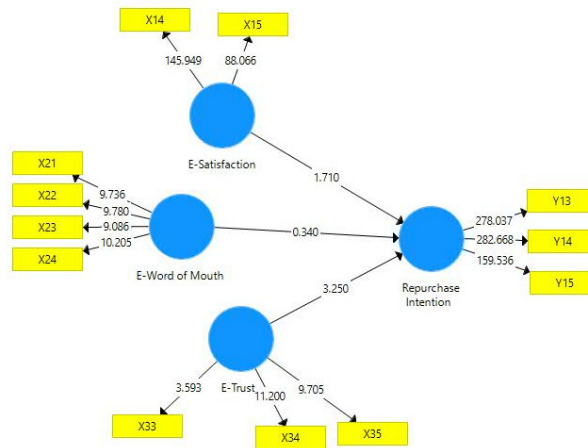 X14
X15
145.949
88.066
E-Satisfaction
1.710
X21
X22
X23
X24
9.736
9.780
9.086
10.205
E-Word of Mouth
0.340
Y13
Y14
Y15
278.037
282.668
159.536
Repurchase
Intention
3.250
E-Trust
3.593
11.200
9.705
X33
X34
X35